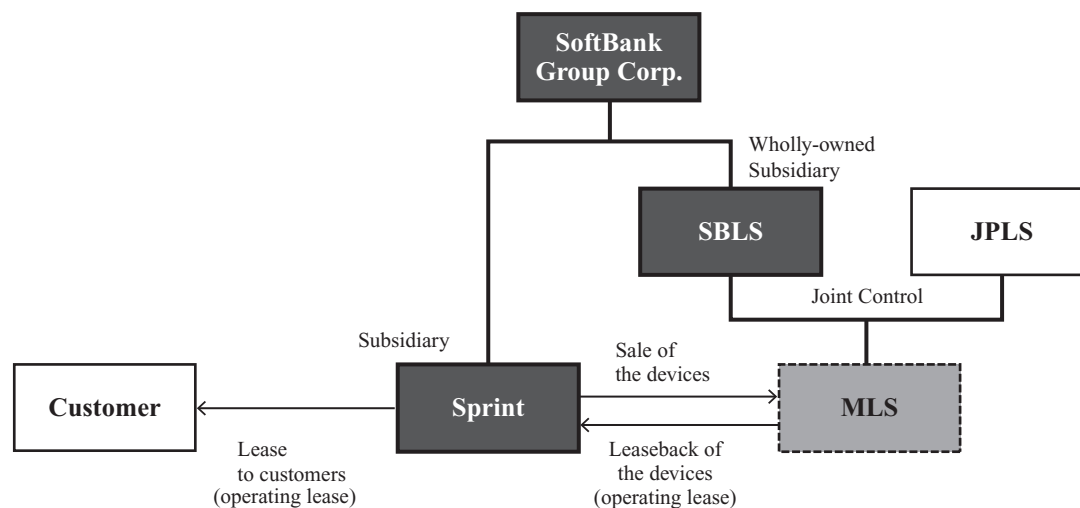 SoftBank
Group Corp.
Wholly-owned
Subsidiary
SBLS
JPLS
Joint Control
Subsidiary
Sale of
the devices
Customer
Sprint
MLS
Lease
to customers
(operating lease)
Leaseback of
the devices
(operating lease)